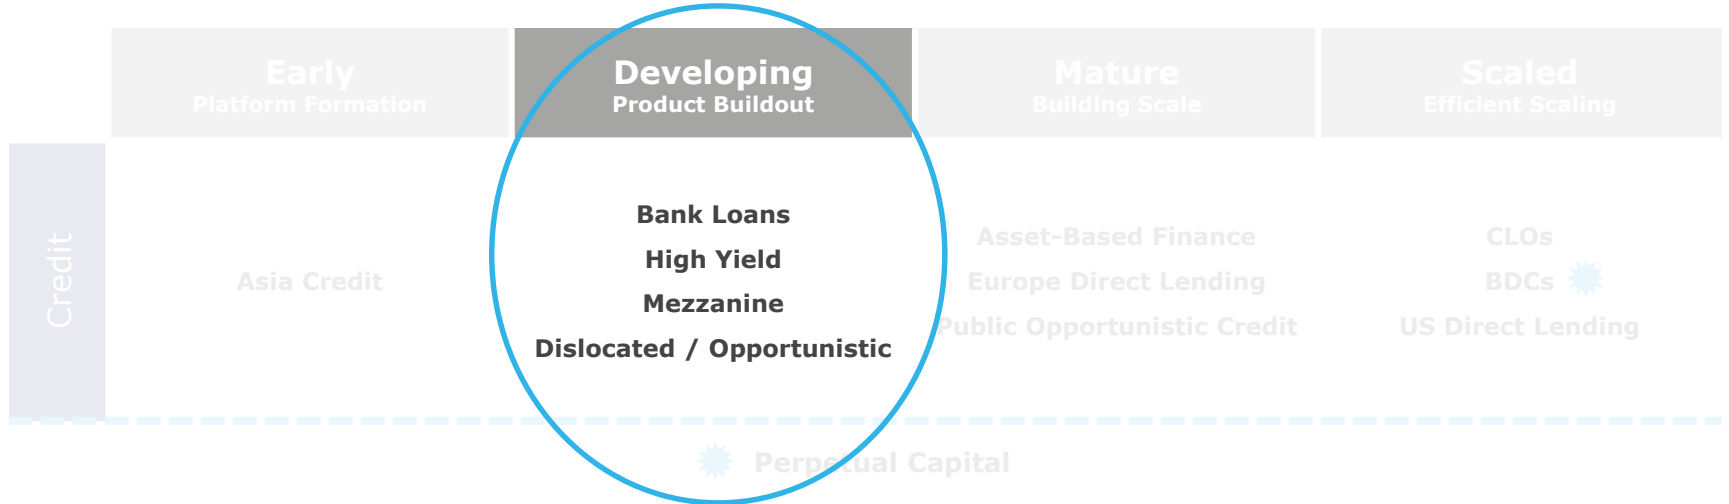 Early
Platform Formation
Developing
Product Buildout
Mature
Building Scale
Scaled
Efficient Scaling
Credit
Asia Credit
Bank Loans
High Yield
Mezzanine
Dislocated / Opportunistic
Asset-Based Finance
Europe Direct Lending
Public Opportunistic Credit
CLOs
BDCs
US Direct Lending
Perpetual Capital